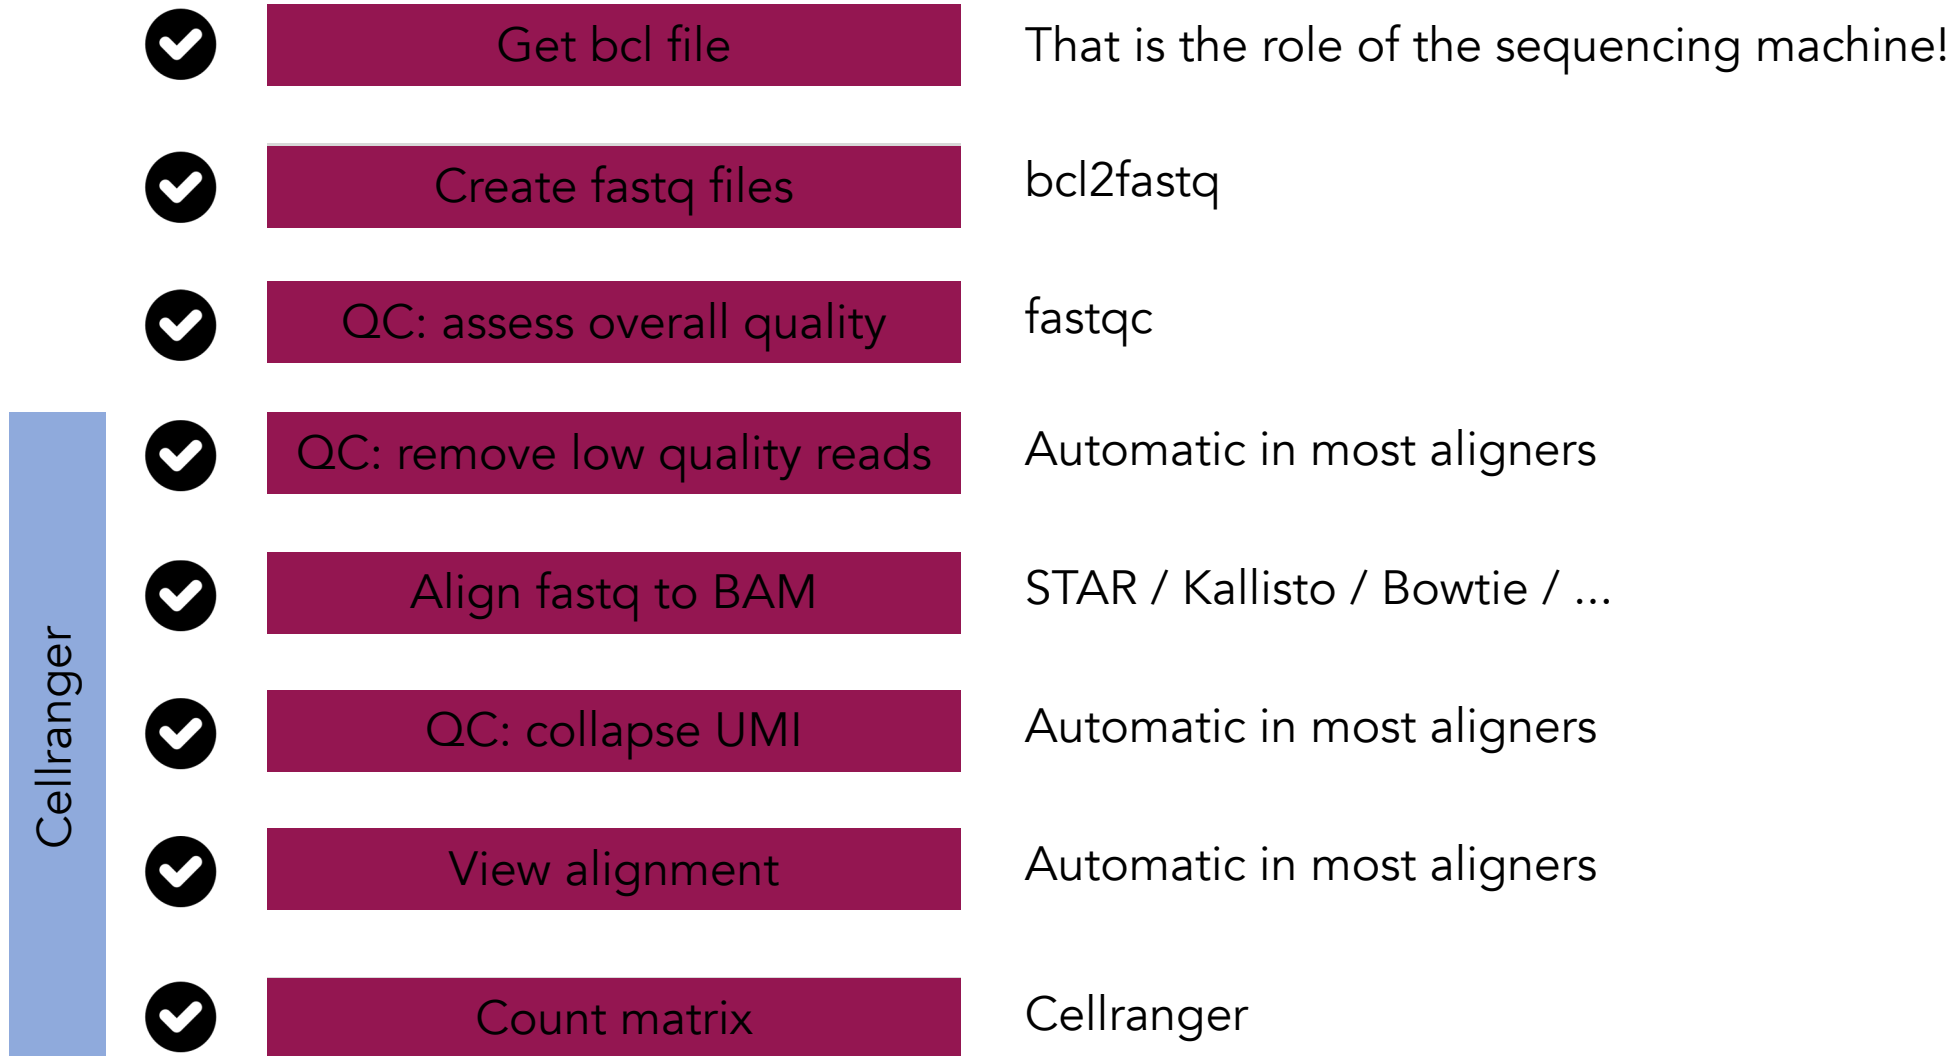 Get bcl file
That is the role of the sequencing machine!
Create fastq files
bcl2fastq
QC: assess overall quality
fastqc
QC: remove low quality reads
Automatic in most aligners
Align fastq to BAM
STAR / Kallisto / Bowtie / ...
QC: collapse UMI
Automatic in most aligners
View alignment
Automatic in most aligners
Count matrix
Cellranger
Cellranger